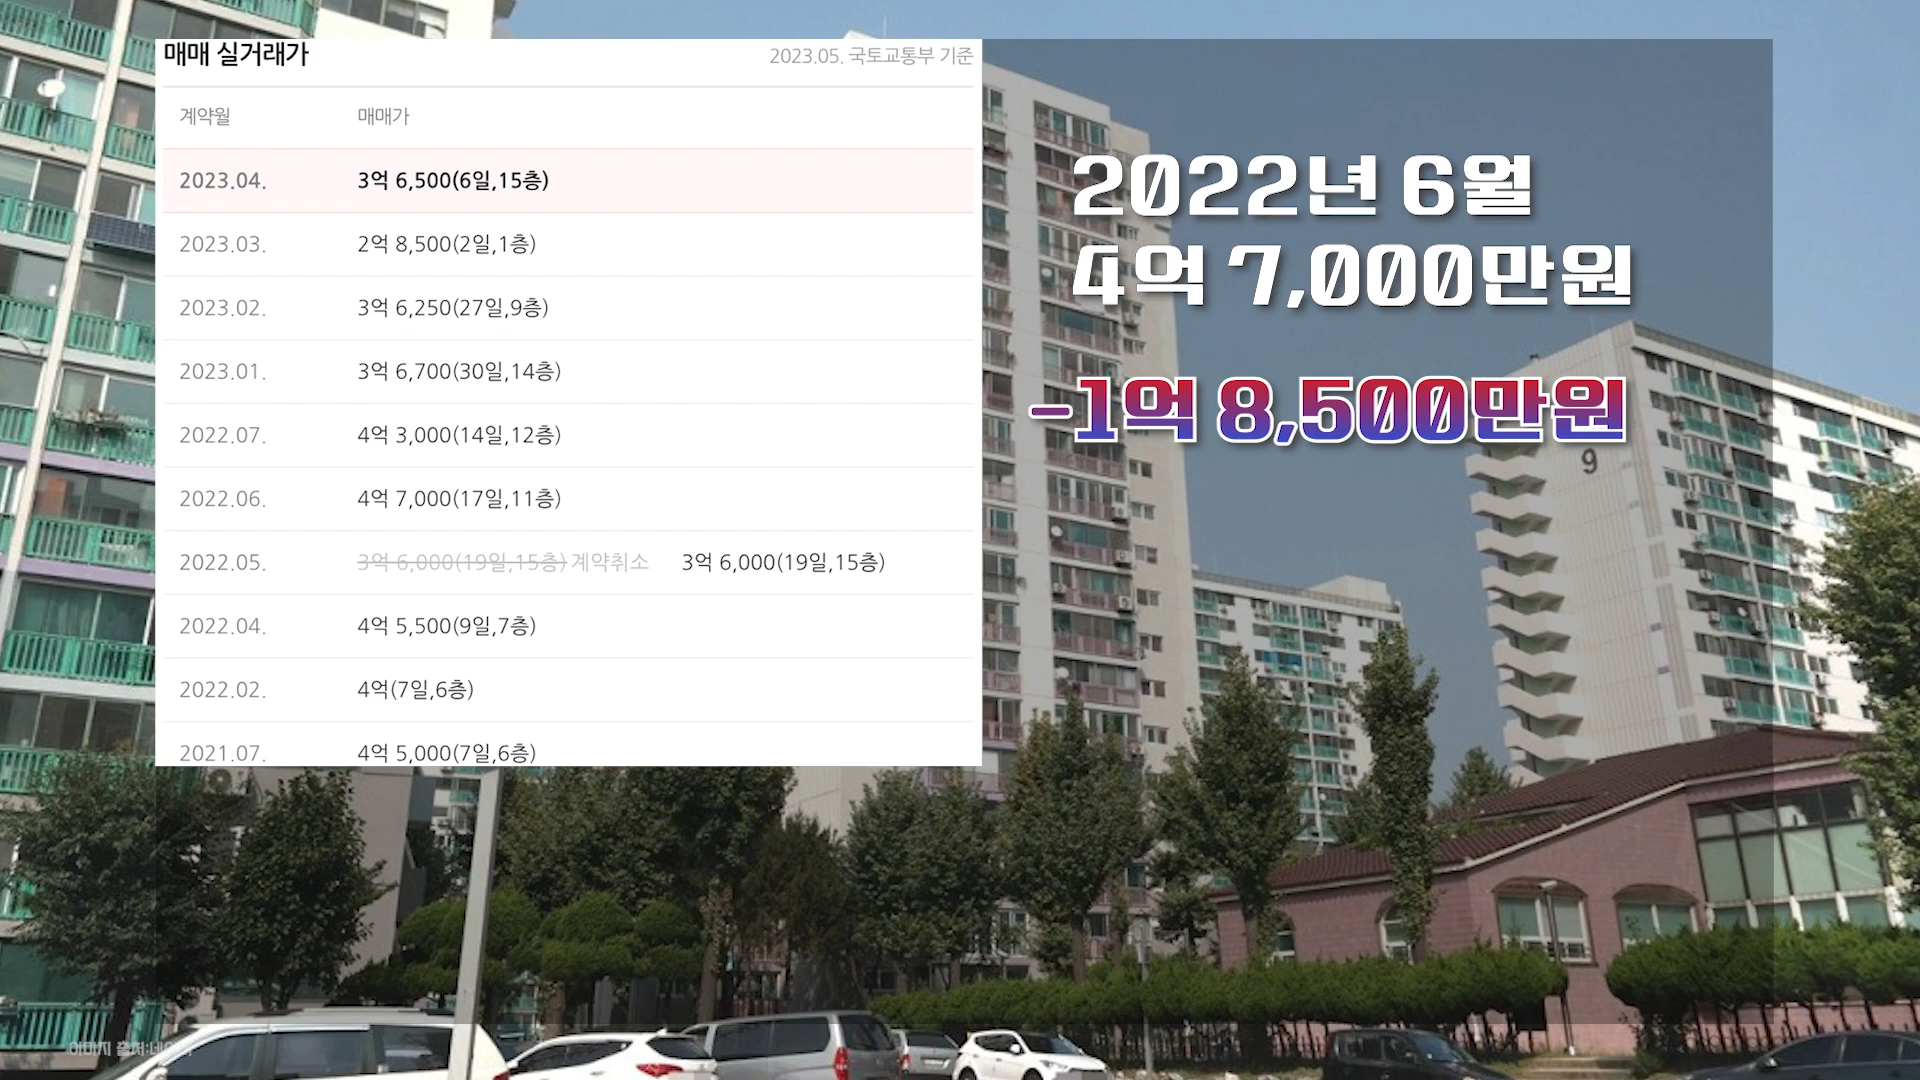 매매 실거래가
2023.05. 국토교통부 기준
계약월 매매가
2023.04. 3억 6,500(6일,15층)
2023.03. 2억 8,500(2일,1층)
2023.02. 3억 6,250(27일,9층)
2023.01. 3억 6,700(30일,14층)
2022.07. 4억 3,000(14일,12층)
2022.06. 4억 7,000(17일,11층)
2022.05. 3억 6,000(19일,15층) 계약취소 3억 6,000(19일,15층)
2022.04. 4억 5,500(9일,7층)
2022.02. 4억(7일,6층)
2021.07. 4억 5,000(7일,6층)
2022년 6월
4억 7,000만원
-1억 8,500만원
9
이미지 출처:네이버